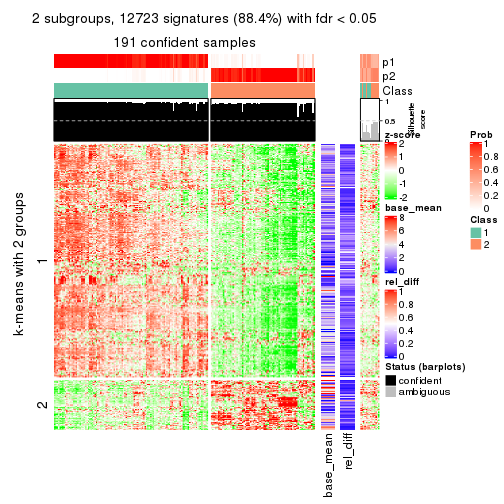 2 subgroups, 12723 signatures (88.4%) with fdr < 0.05
191 confident samples
p1
p2
Class
1
0.5
0
Silhouette
score
k-means with 2 groups
1
2
base_mean
rel_diff
z-score
2
1
0
-1
-2
base_mean
8
6
4
2
0
rel_diff
1
0.8
0.6
0.4
0.2
0
Status (barplots)
confident
ambiguous
Prob
1
0.8
0.6
0.4
0.2
0
Class
1
2